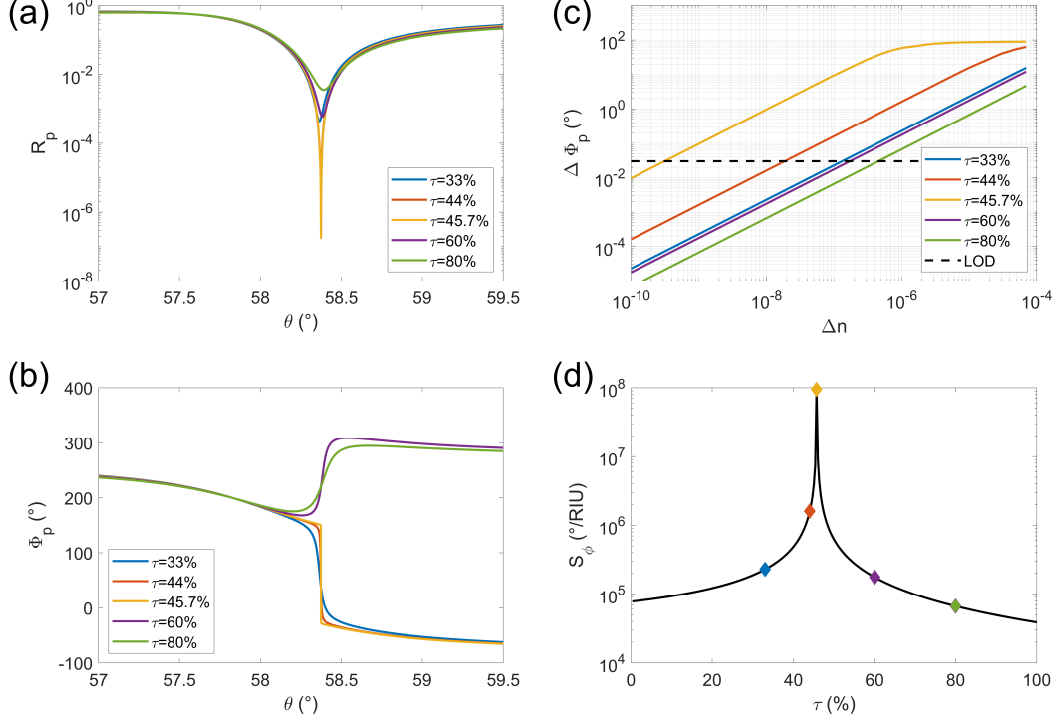 (a)
10^0
10^-2
10^-4
10^-6
10^-8
R_p
τ=33%
τ=44%
τ=45.7%
τ=60%
τ=80%
57
57.5
58
58.5
59
59.5
θ (°)
(c)
10^2
10^0
10^-2
10^-4
Δ Φ_p (°)
τ=33%
τ=44%
τ=45.7%
τ=60%
τ=80%
LOD
10^-10
10^-8
10^-6
10^-4
Δn
(b)
400
300
200
100
0
-100
Φ_p (°)
τ=33%
τ=44%
τ=45.7%
τ=60%
τ=80%
57
57.5
58
58.5
59
59.5
θ (°)
(d)
10^8
10^7
10^6
10^5
10^4
S_ϕ (°/RIU)
0
20
40
60
80
100
τ (%)